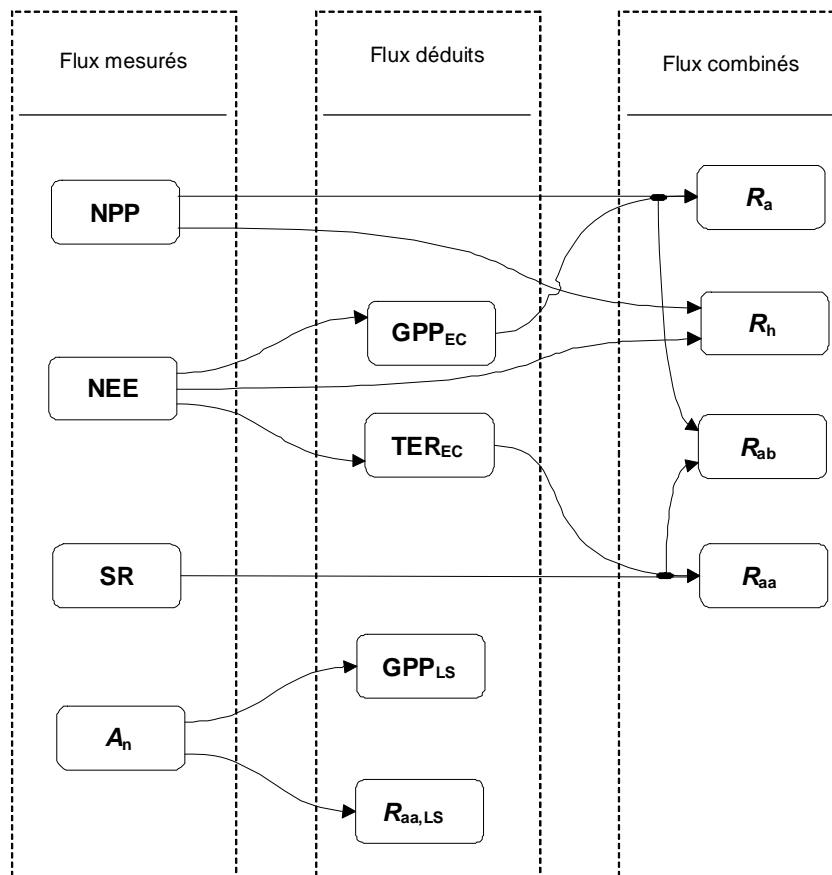 Flux mesurés
Flux déduits
Flux combinés
NPP
Ra
GPPEC
Rh
NEE
TEREC
Rab
SR
Raa
GPPLS
An
Raa,LS